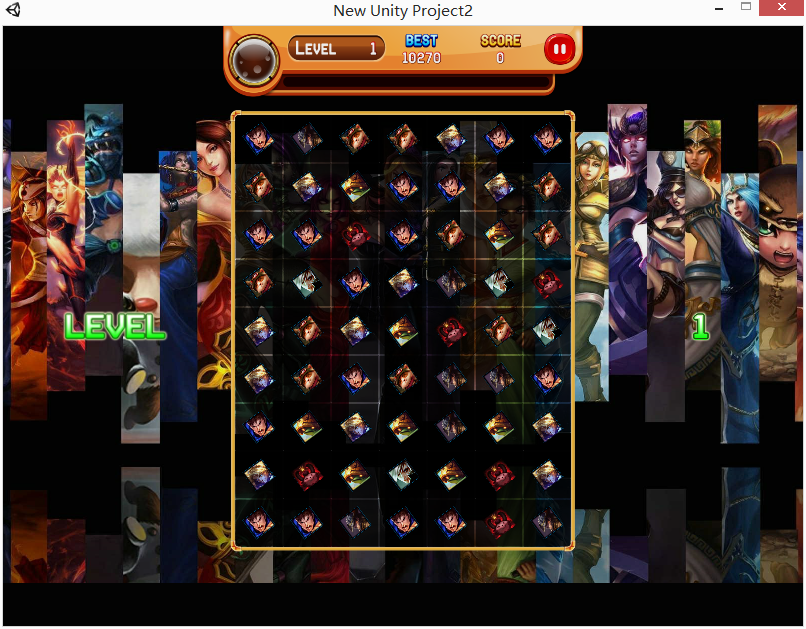 New Unity Project2
LEVEL 1
BEST
10270
SCORE
0
LEVEL 1